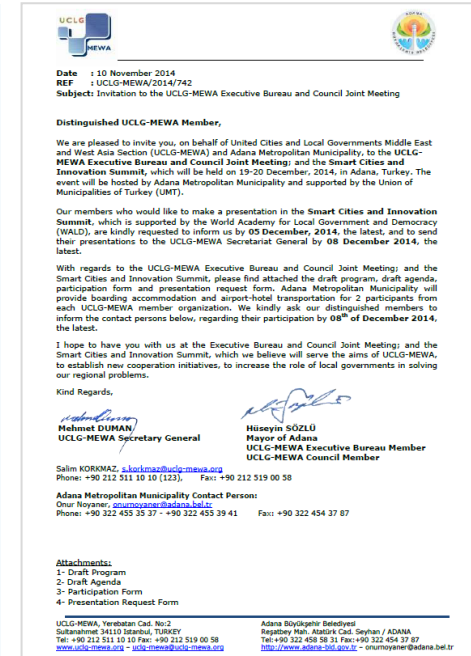 UCLG
MEWA
Date : 10 November 2014
REF : UCLG-MEWA/2014/742
Subject: Invitation to the UCLG-MEWA Executive Bureau and Council Joint Meeting
Distinguished UCLG-MEWA Member,
We are pleased to invite you, on behalf of United Cities and Local Governments Middle East
and West Asia Section (UCLG-MEWA) and Adana Metropolitan Municipality, to the UCLG-
MEWA Executive Bureau and Council Joint Meeting; and the Smart Cities and
Innovation Summit, which will be held on 19-20 December, 2014, in Adana, Turkey. The
event will be hosted by Adana Metropolitan Municipality and supported by the Union of
Municipalities of Turkey (UMT).
Our members who would like to make a presentation in the Smart Cities and Innovation
Summit, which is supported by the World Academy for Local Government and Democracy
(WALD), are kindly requested to inform us by 05 December, 2014, the latest, and to send
their presentations to the UCLG-MEWA Secretariat General by 08 December 2014, the
latest.
With regards to the UCLG-MEWA Executive Bureau and Council Joint Meeting; and the
Smart Cities and Innovation Summit, please find attached the draft program, draft agenda,
participation form and presentation request form. Adana Metropolitan Municipality will
provide boarding accommodation and airport-hotel transportation for 2 participants from
each UCLG-MEWA member organization. We kindly ask our distinguished members to
inform the contact persons below, regarding their participation by 08th of December 2014,
the latest.
I hope to have you with us at the Executive Bureau and Council Joint Meeting; and the
Smart Cities and Innovation Summit, which we believe will serve the aims of UCLG-MEWA,
to establish new cooperation initiatives, to increase the role of local governments in solving
our regional problems.
Kind Regards,
Mehmet DUMAN Hüseyin SÖZLÜ
UCLG-MEWA Secretary General Mayor of Adana
UCLG-MEWA Executive Bureau Member
UCLG-MEWA Council Member
Salim KORKMAZ, s.korkmaz@uclg-mewa.org
Phone: +90 212 511 10 10 (123), Fax: +90 212 519 00 58
Adana Metropolitan Municipality Contact Person:
Onur Noyaner, onurnoyaner@adana.bel.tr
Phone: +90 322 455 35 37 - +90 322 455 39 41 Fax: +90 322 454 37 87
Attachments:
1- Draft Program
2- Draft Agenda
3- Participation Form
4- Presentation Request Form
UCLG-MEWA, Yerebatan Cad. No:2 Adana Büyükşehir Belediyesi
Sultanahmet 34110 Istanbul, TURKEY Reşatbey Mah. Atatürk Cad. Seyhan / ADANA
Tel: +90 212 511 10 10 Fax: +90 212 519 00 58 Tel:+90 322 458 58 31 Fax:+90 322 454 37 87
www.uclg-mewa.org – uclg-mewa@uclg-mewa.org http://www.adana-bld.gov.tr – onurnoyaner@adana.bel.tr